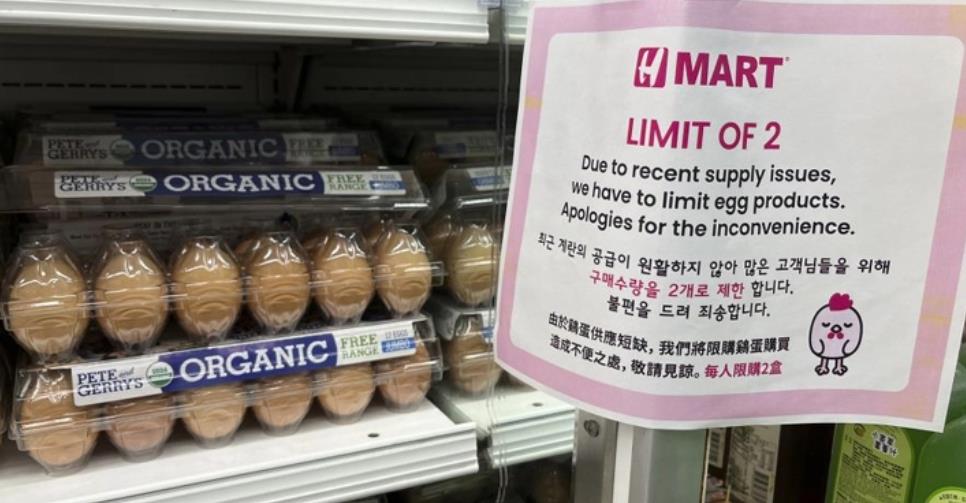 PETE and GERRY'S ORGANIC FREE
PETE and GERRY'S ORGANIC FREE RANGE
PETE and GERRY'S ORGANIC FREE RANGE 12 EGGS JUMBO
H MART
LIMIT OF 2
Due to recent supply issues,
we have to limit egg products.
Apologies for the inconvenience.
최근 계란의 공급이 원활하지 않아 많은 고객님들을 위해
구매수량을 2개로 제한 합니다.
불편을 드려 죄송합니다.
由於鷄蛋供應短缺, 我們將限購鷄蛋購買
造成不便之處, 敬請見諒。每人限購2盒